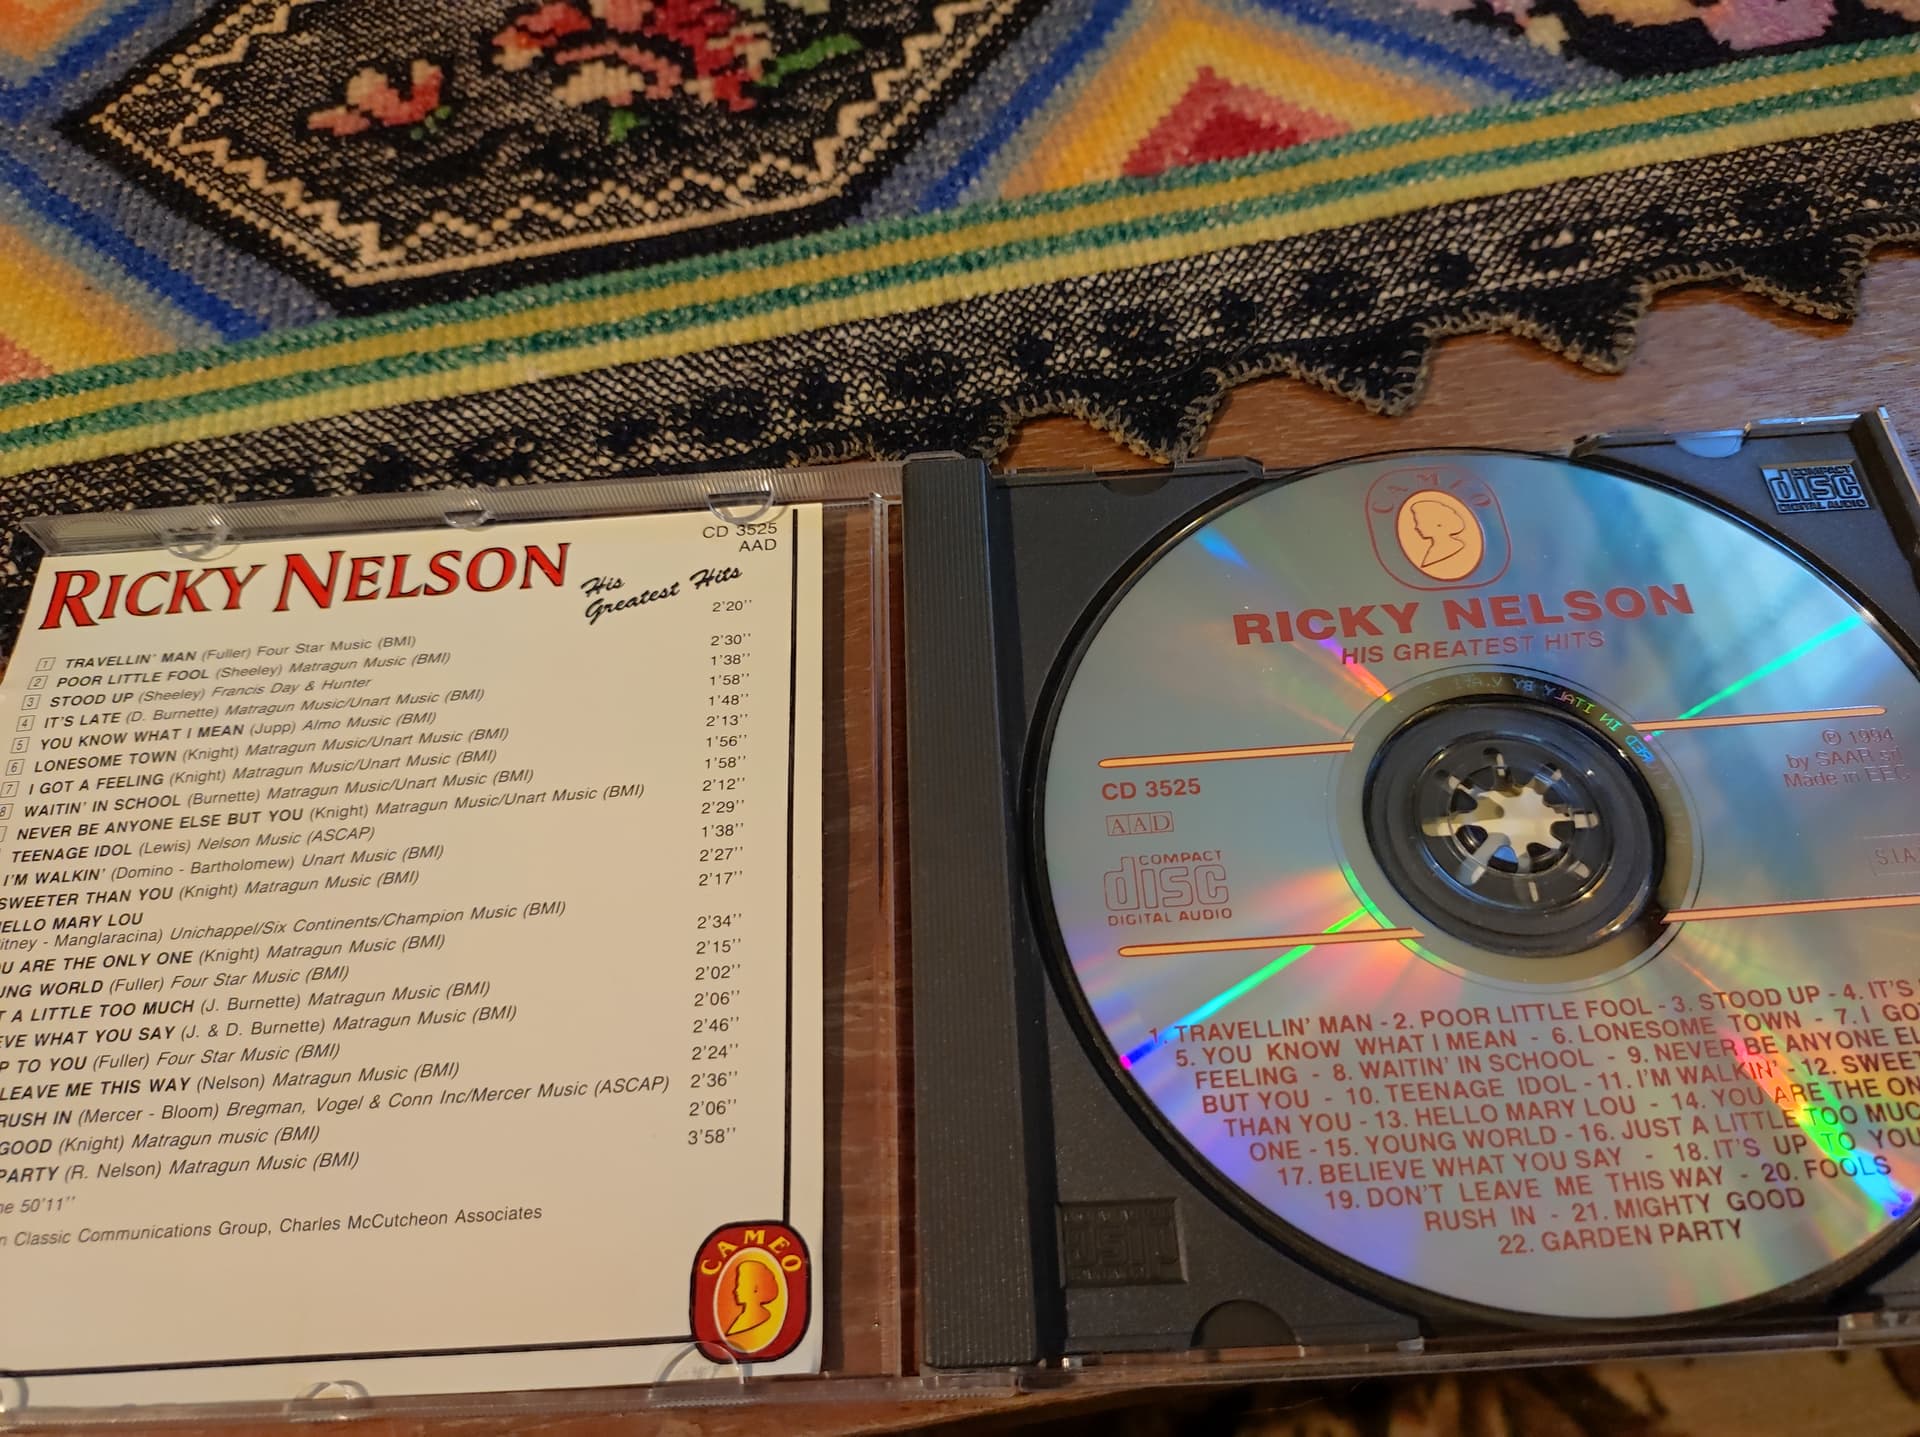 CD 3525
AAD
RICKY NELSON
His
Greatest Hits
1 TRAVELLIN' MAN (Fuller) Four Star Music (BMI) 2'20''
2 POOR LITTLE FOOL (Sheeley) Matragun Music (BMI) 2'30''
3 STOOD UP (Sheeley) Francis Day & Hunter 1'38''
4 IT'S LATE (D. Burnette) Matragun Music/Unart Music (BMI) 1'58''
5 YOU KNOW WHAT I MEAN (Jupp) Almo Music (BMI) 1'48''
6 LONESOME TOWN (Knight) Matragun Music/Unart Music (BMI) 2'13''
7 I GOT A FEELING (Knight) Matragun Music/Unart Music (BMI) 1'56''
8 WAITIN' IN SCHOOL (Burnette) Matragun Music/Unart Music (BMI) 1'58''
NEVER BE ANYONE ELSE BUT YOU (Knight) Matragun Music/Unart Music (BMI) 2'12''
TEENAGE IDOL (Lewis) Nelson Music (ASCAP) 2'29''
I'M WALKIN' (Domino - Bartholomew) Unart Music (BMI) 1'38''
SWEETER THAN YOU (Knight) Matragun Music (BMI) 2'27''
ELLO MARY LOU 2'17''
itney - Manglaracina) Unichappel/Six Continents/Champion Music (BMI)
U ARE THE ONLY ONE (Knight) Matragun Music (BMI) 2'34''
UNG WORLD (Fuller) Four Star Music (BMI) 2'15''
T A LITTLE TOO MUCH (J. Burnette) Matragun Music (BMI) 2'02''
EVE WHAT YOU SAY (J. & D. Burnette) Matragun Music (BMI) 2'06''
P TO YOU (Fuller) Four Star Music (BMI) 2'46''
LEAVE ME THIS WAY (Nelson) Matragun Music (BMI) 2'24''
RUSH IN (Mercer - Bloom) Bregman, Vogel & Conn Inc/Mercer Music (ASCAP) 2'36''
GOOD (Knight) Matragun music (BMI) 2'06''
PARTY (R. Nelson) Matragun Music (BMI) 3'58''
me 50'11''
n Classic Communications Group, Charles McCutcheon Associates
CAMEO
COMPACT
disc
DIGITAL AUDIO
CAMEO
RICKY NELSON
HIS GREATEST HITS
℗ 1994
by SAAR srl
Made in EEC
CD 3525
AAD
COMPACT
disc
DIGITAL AUDIO
S.I.A.
1. TRAVELLIN' MAN - 2. POOR LITTLE FOOL - 3. STOOD UP - 4. IT'S
5. YOU KNOW WHAT I MEAN - 6. LONESOME TOWN - 7. I GO
FEELING - 8. WAITIN' IN SCHOOL - 9. NEVER BE ANYONE EL
BUT YOU - 10. TEENAGE IDOL - 11. I'M WALKIN' - 12. SWEET
THAN YOU - 13. HELLO MARY LOU - 14. YOU ARE THE ON
ONE - 15. YOUNG WORLD - 16. JUST A LITTLE TOO MUC
17. BELIEVE WHAT YOU SAY - 18. IT'S UP TO YOU
19. DON'T LEAVE ME THIS WAY - 20. FOOLS
RUSH IN - 21. MIGHTY GOOD
22. GARDEN PARTY